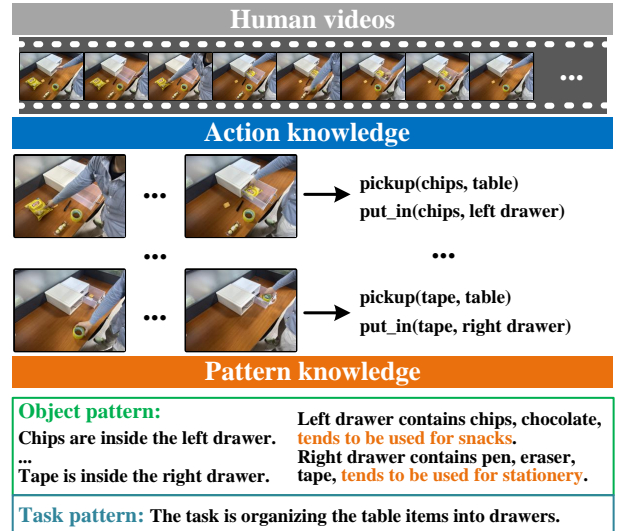 Human videos
...
Action knowledge
...
pickup(chips, table)
put_in(chips, left drawer)
...
...
...
pickup(tape, table)
put_in(tape, right drawer)
Pattern knowledge
Object pattern:
Chips are inside the left drawer.
...
Tape is inside the right drawer.
Left drawer contains chips, chocolate,
tends to be used for snacks.
Right drawer contains pen, eraser,
tape, tends to be used for stationery.
Task pattern: The task is organizing the table items into drawers.